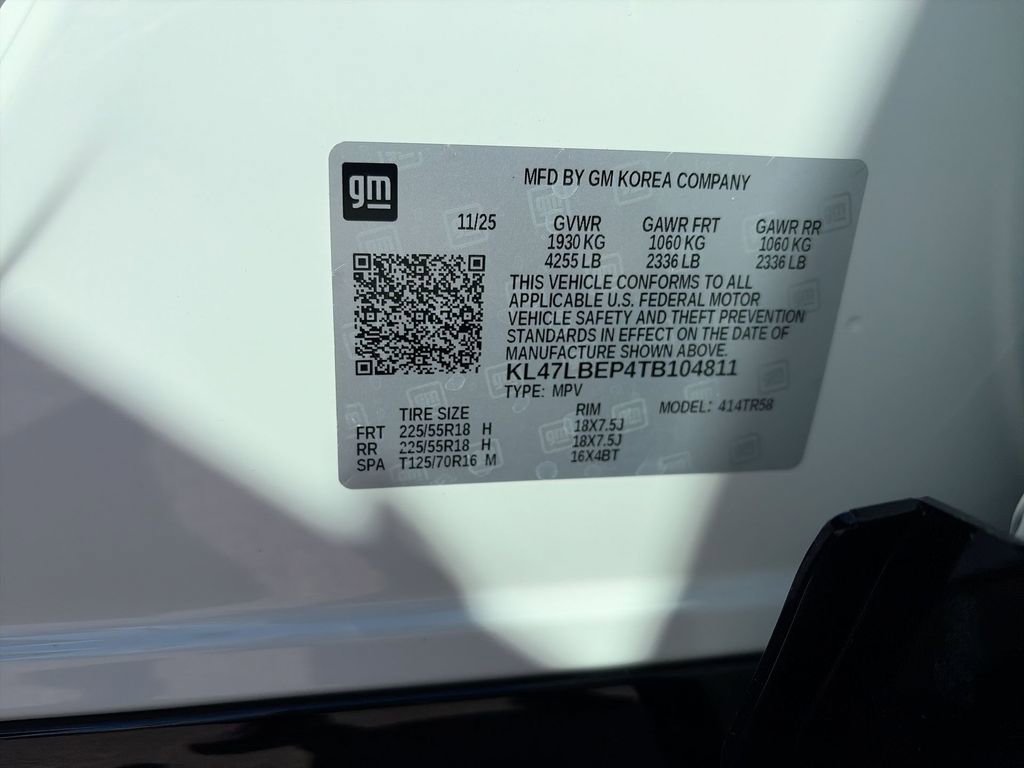 gm
MFD BY GM KOREA COMPANY
11/25 GVWR GAWR FRT GAWR RR
1930 KG 1060 KG 1060 KG
4255 LB 2336 LB 2336 LB
THIS VEHICLE CONFORMS TO ALL
APPLICABLE U.S. FEDERAL MOTOR
VEHICLE SAFETY AND THEFT PREVENTION
STANDARDS IN EFFECT ON THE DATE OF
MANUFACTURE SHOWN ABOVE.
KL47LBEP4TB104811
TYPE: MPV
TIRE SIZE RIM MODEL: 414TR58
FRT 225/55R18 H 18X7.5J
RR 225/55R18 H 18X7.5J
SPA T125/70R16 M 16X4BT